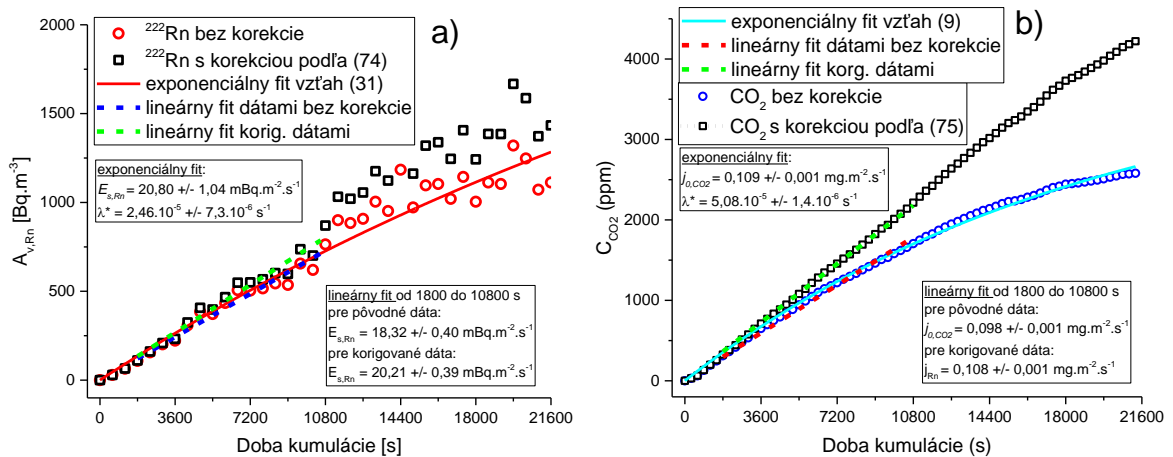 a)
²²²Rn bez korekcie
²²²Rn s korekciou podľa (74)
exponenciálny fit vzťah (31)
lineárny fit dátami bez korekcie
lineárny fit korig. dátami
exponenciálny fit:
E_s,Rn = 20,80 +/- 1,04 mBq.m⁻².s⁻¹
λ* = 2,46.10⁻⁵ +/- 7,3.10⁻⁶ s⁻¹
lineárny fit od 1800 do 10800 s
pre pôvodné dáta:
E_s,Rn = 18,32 +/- 0,40 mBq.m⁻².s⁻¹
pre korigované dáta:
E_s,Rn = 20,21 +/- 0,39 mBq.m⁻².s⁻¹
A_v,Rn [Bq.m⁻³]
2000
1500
1000
500
0
0 3600 7200 10800 14400 18000 21600
Doba kumulácie [s]
b)
exponenciálny fit vzťah (9)
lineárny fit dátami bez korekcie
lineárny fit korg. dátami
CO₂ bez korekcie
CO₂ s korekciou podľa (75)
exponenciálny fit:
j_0,CO2 = 0,109 +/- 0,001 mg.m⁻².s⁻¹
λ* = 5,08.10⁻⁵ +/- 1,4.10⁻⁶ s⁻¹
lineárny fit od 1800 do 10800 s
pre pôvodné dáta:
j_0,CO2 = 0,098 +/- 0,001 mg.m⁻².s⁻¹
pre korigované dáta:
j_Rn = 0,108 +/- 0,001 mg.m⁻².s⁻¹
C_CO2 (ppm)
4000
3000
2000
1000
0
0 3600 7200 10800 14400 18000 21600
Doba kumulácie (s)